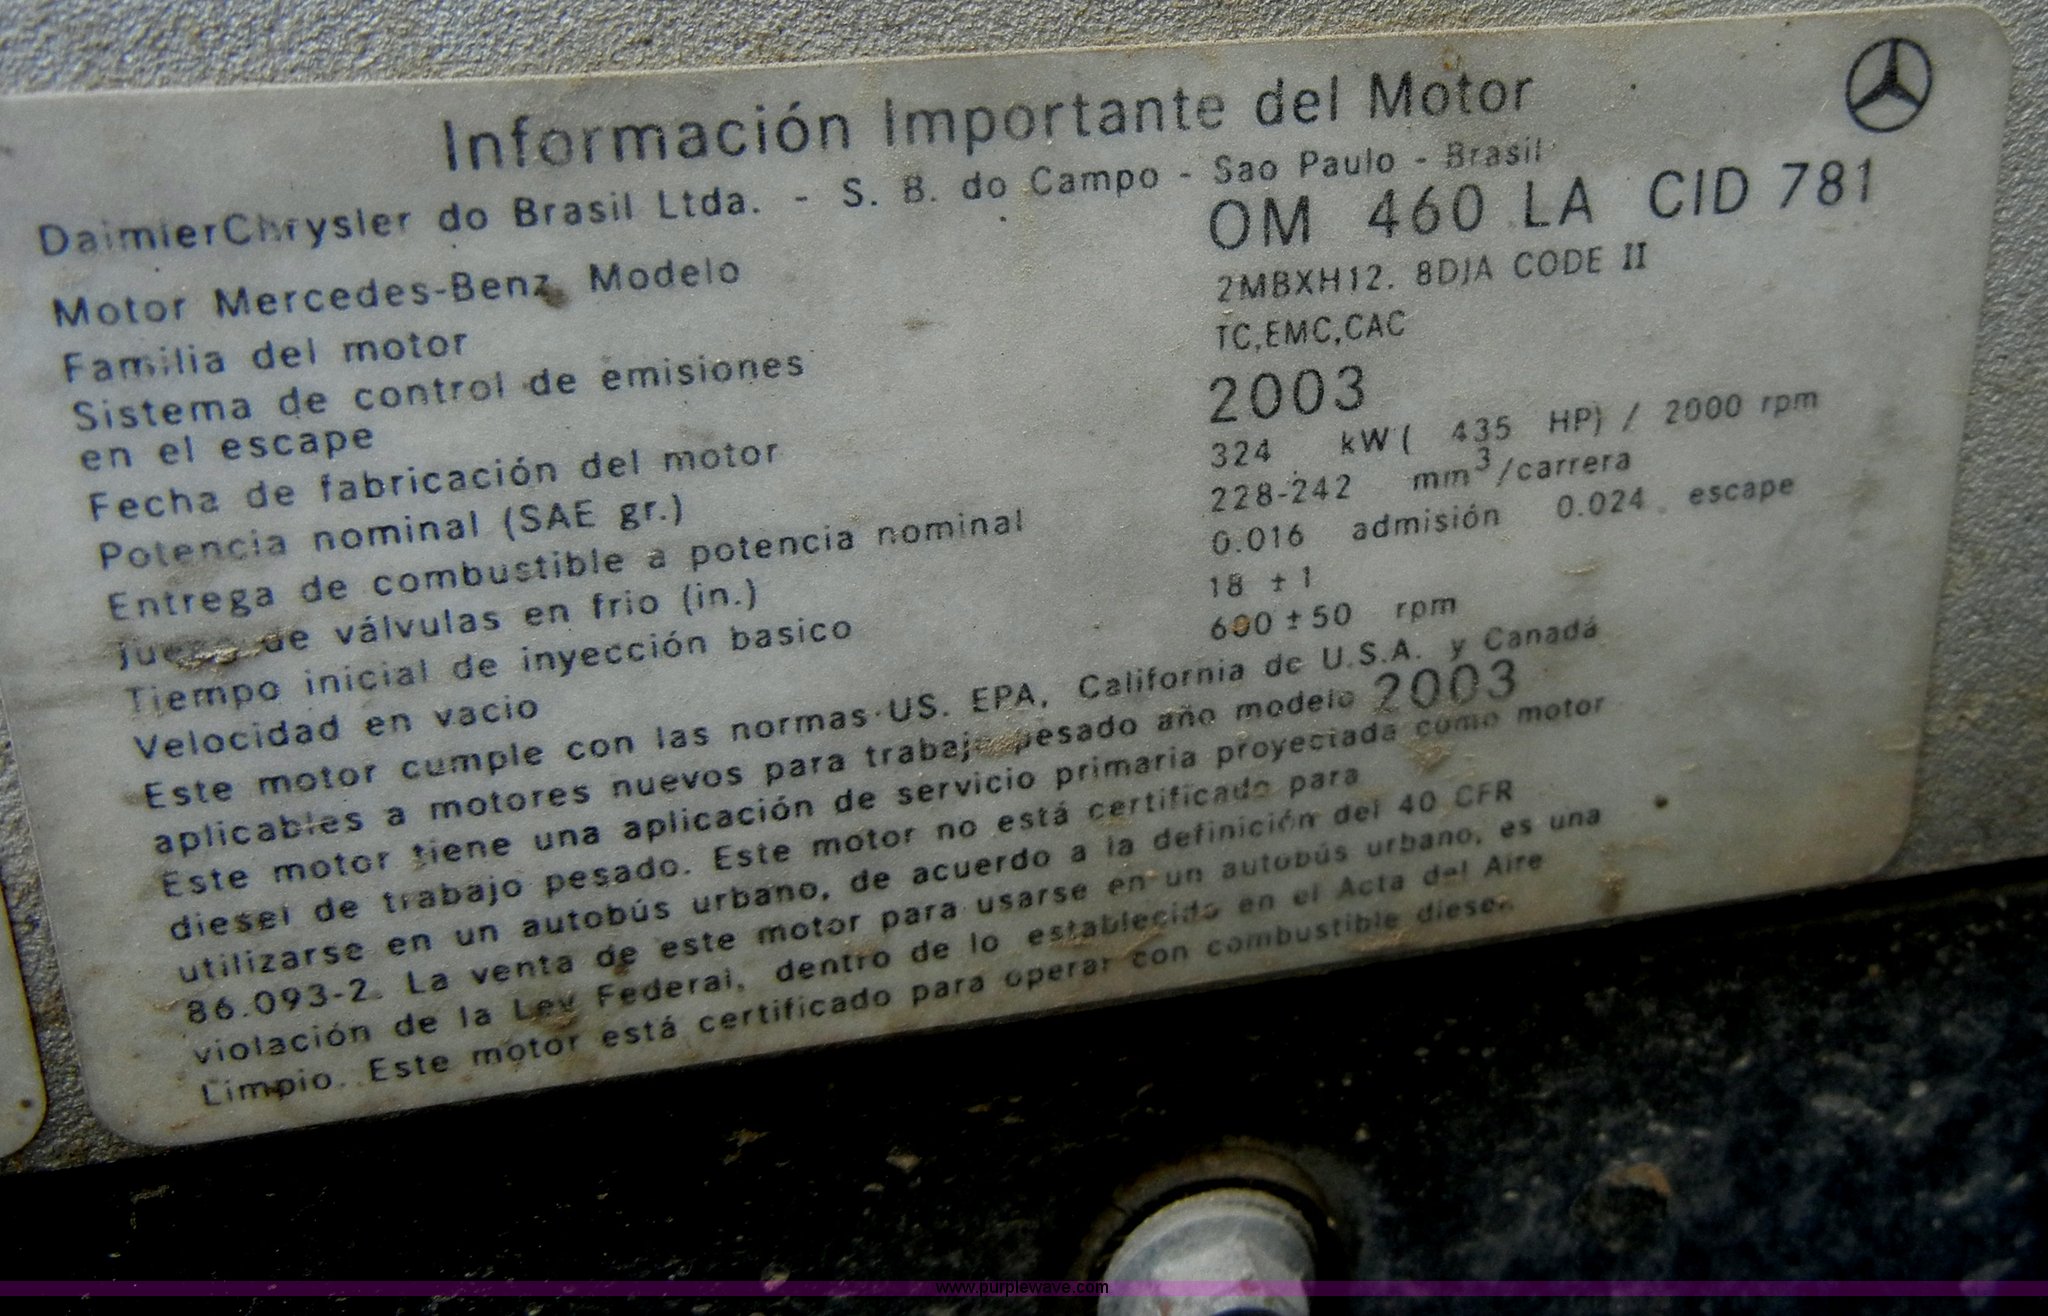 Información Importante del Motor
DaimlerChrysler do Brasil Ltda. - S. B. do Campo - Sao Paulo - Brasil
Motor Mercedes-Benz Modelo OM 460 LA CID 781
Familia del motor 2MBXH12. 8DJA CODE II
Sistema de control de emisiones TC,EMC,CAC
en el escape
Fecha de fabricación del motor 2003
Potencia nominal (SAE gr.) 324 kW ( 435 HP) / 2000 rpm
Entrega de combustible a potencia nominal 228-242 mm³/carrera
Juego de válvulas en frio (in.) 0.016 admisión 0.024 escape
Tiempo inicial de inyección basico 18 ± 1
Velocidad en vacio 600 ± 50 rpm
Este motor cumple con las normas US. EPA, California de U.S.A. y Canadá
aplicables a motores nuevos para trabajo pesado año modelo 2003
Este motor tiene una aplicación de servicio primaria proyectada como motor
diesel de trabajo pesado. Este motor no está certificado para
utilizarse en un autobús urbano, de acuerdo a la definición del 40 CFR
86.093-2. La venta de este motor para usarse en un autobús urbano, es una
violación de la Ley Federal, dentro de lo establecido en el Acta del Aire
Limpio. Este motor está certificado para operar con combustible diesel.
www.purplewave.com